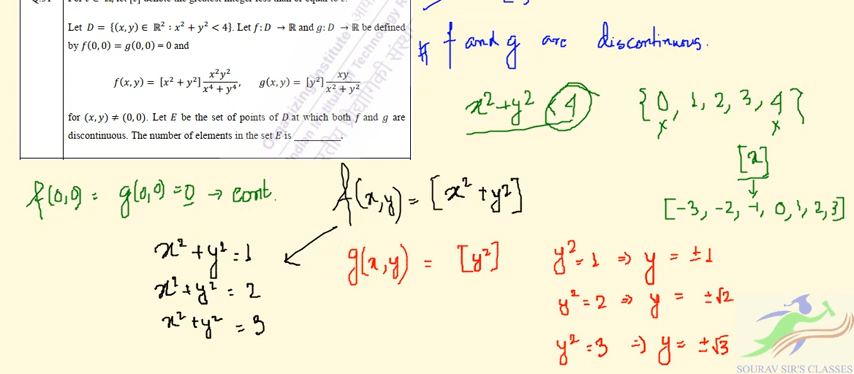 Let D = {(x, y) ∈ ℝ² : x² + y² < 4}. Let f: D → ℝ and g: D → ℝ be defined
by f(0,0) = g(0,0) = 0 and
f(x, y) = [x² + y²] x²y²/(x⁴ + y⁴), g(x, y) = [y²] xy/(x² + y²)
for (x, y) ≠ (0, 0). Let E be the set of points of D at which both f and g are
discontinuous. The number of elements in the set E is ________.
# f and g are discontinuous.
x² + y² < 4 {0, 1, 2, 3, 4}
[x]
[-3, -2, -1, 0, 1, 2, 3]
f(0,0) = g(0,0) = 0 → cont.
f(x,y) = [x² + y²]
x² + y² = 1
x² + y² = 2
x² + y² = 3
g(x,y) = [y²]
y² = 1 ⇒ y = ±1
y² = 2 ⇒ y = ±√2
y² = 3 ⇒ y = ±√3
SOURAV SIR'S CLASSES